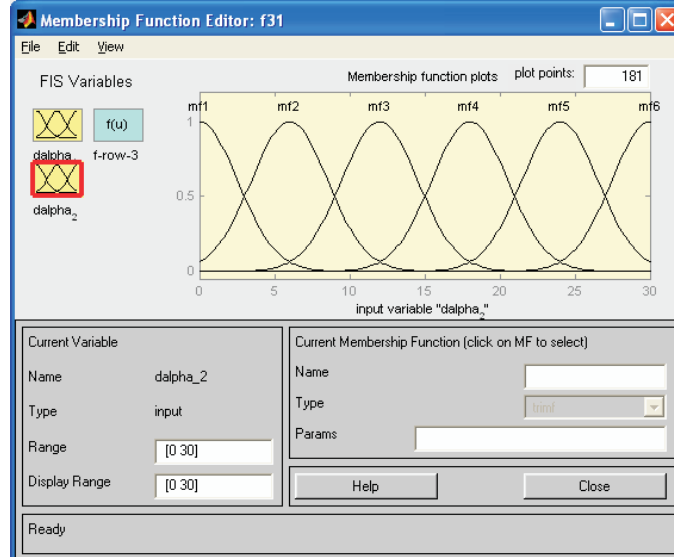 Membership Function Editor: f31
File Edit View
FIS Variables
Membership function plots plot points: 181
f(u)
dalpha f-row-3
dalpha_2
mf1 mf2 mf3 mf4 mf5 mf6
1
0.5
0
0 5 10 15 20 25 30
input variable "dalpha_2"
Current Variable
Name dalpha_2
Type input
Range [0 30]
Display Range [0 30]
Current Membership Function (click on MF to select)
Name
Type trimf
Params
Help Close
Ready